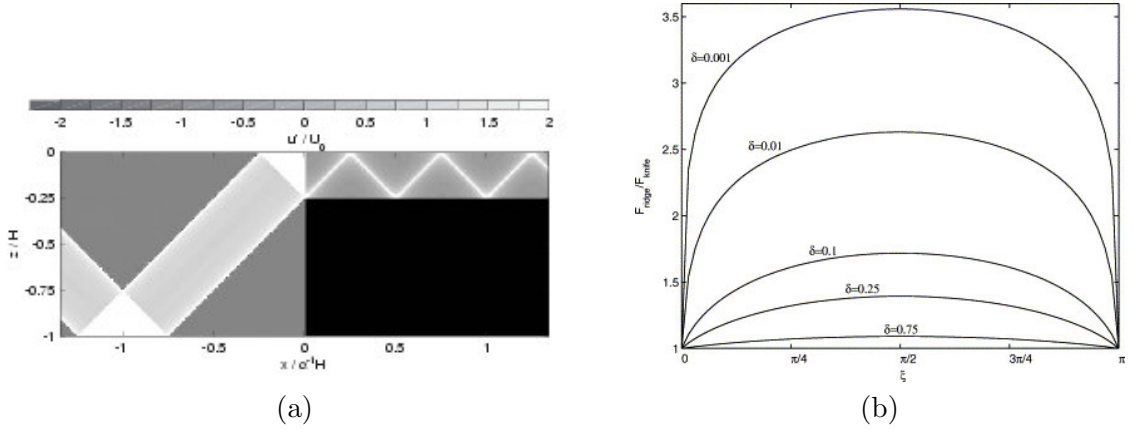 -2 -1.5 -1 -0.5 0 0.5 1 1.5 2
u' / U₀
0
-0.25
-0.5
-0.75
-1
z / H
-1 -0.5 0 0.5 1
x / α⁻¹H
(a)
3.5
3
2.5
2
1.5
1
F_ridge/F_knife
δ=0.001
δ=0.01
δ=0.1
δ=0.25
δ=0.75
0 π/4 π/2 3π/4 π
ξ
(b)